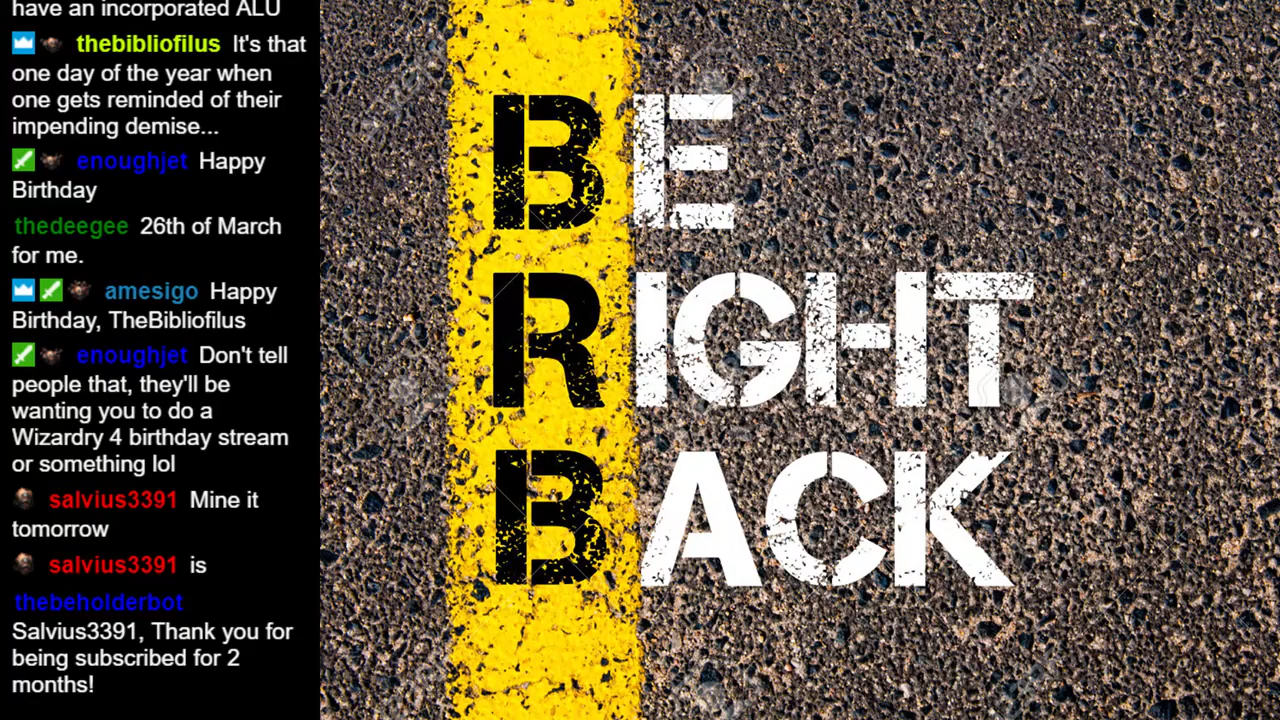 have an incorporated ALU
thebibliofilus It's that
one day of the year when
one gets reminded of their
impending demise...
enoughjet Happy
Birthday
thedeegee 26th of March
for me.
amesigo Happy
Birthday, TheBibliofilus
enoughjet Don't tell
people that, they'll be
wanting you to do a
Wizardry 4 birthday stream
or something lol
salvius3391 Mine it
tomorrow
salvius3391 is
thebeholderbot
Salvius3391, Thank you for
being subscribed for 2
months!
BE
RIGHT
BACK